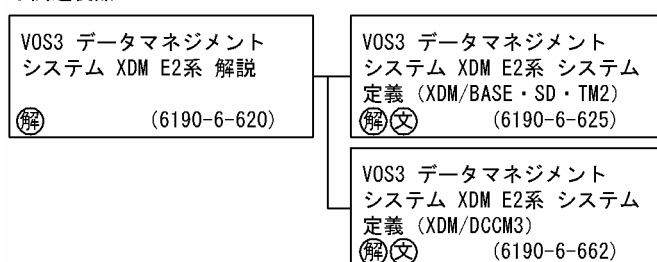 VOS3 データマネジメント
システム XDM E2系 解説
解 (6190-6-620)
VOS3 データマネジメント
システム XDM E2系 システム
定義（XDM/BASE・SD・TM2）
解 文 (6190-6-625)
VOS3 データマネジメント
システム XDM E2系 システム
定義（XDM/DCCM3）
解 文 (6190-6-662)